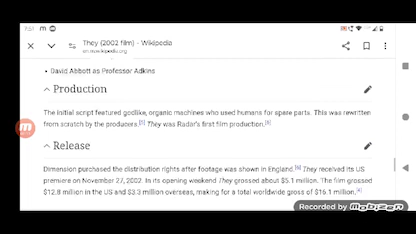 They (2002 film) - Wikipedia
en.m.wikipedia.org
• David Abbott as Professor Adkins
Production
The initial script featured godlike, organic machines who used humans for spare parts. This was rewritten
from scratch by the producers.[5] They was Radar's first film production.[6]
Release
Dimension purchased the distribution rights after footage was shown in England.[6] They received its US
premiere on November 27, 2002. In its opening weekend They grossed about $5.1 million. The film grossed
$12.8 million in the US and $3.3 million overseas, making for a total worldwide gross of $16.1 million.[4]
Recorded by Mobizen